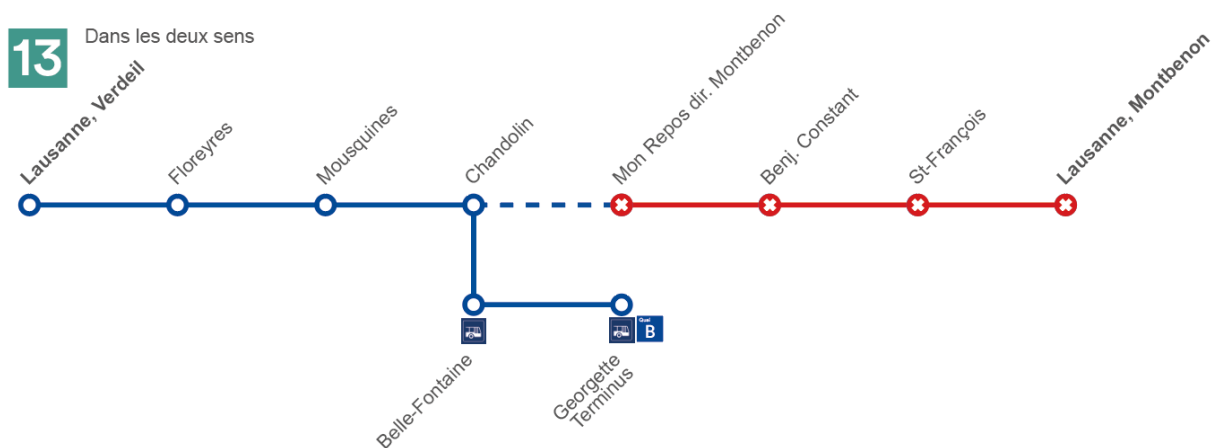 13
Dans les deux sens
Lausanne, Verdeil
Floreyres
Mousquines
Chandolin
Mon Repos dir. Montbenon
Benj. Constant
St-François
Lausanne, Montbenon
Quai
B
Belle-Fontaine
Georgette
Terminus